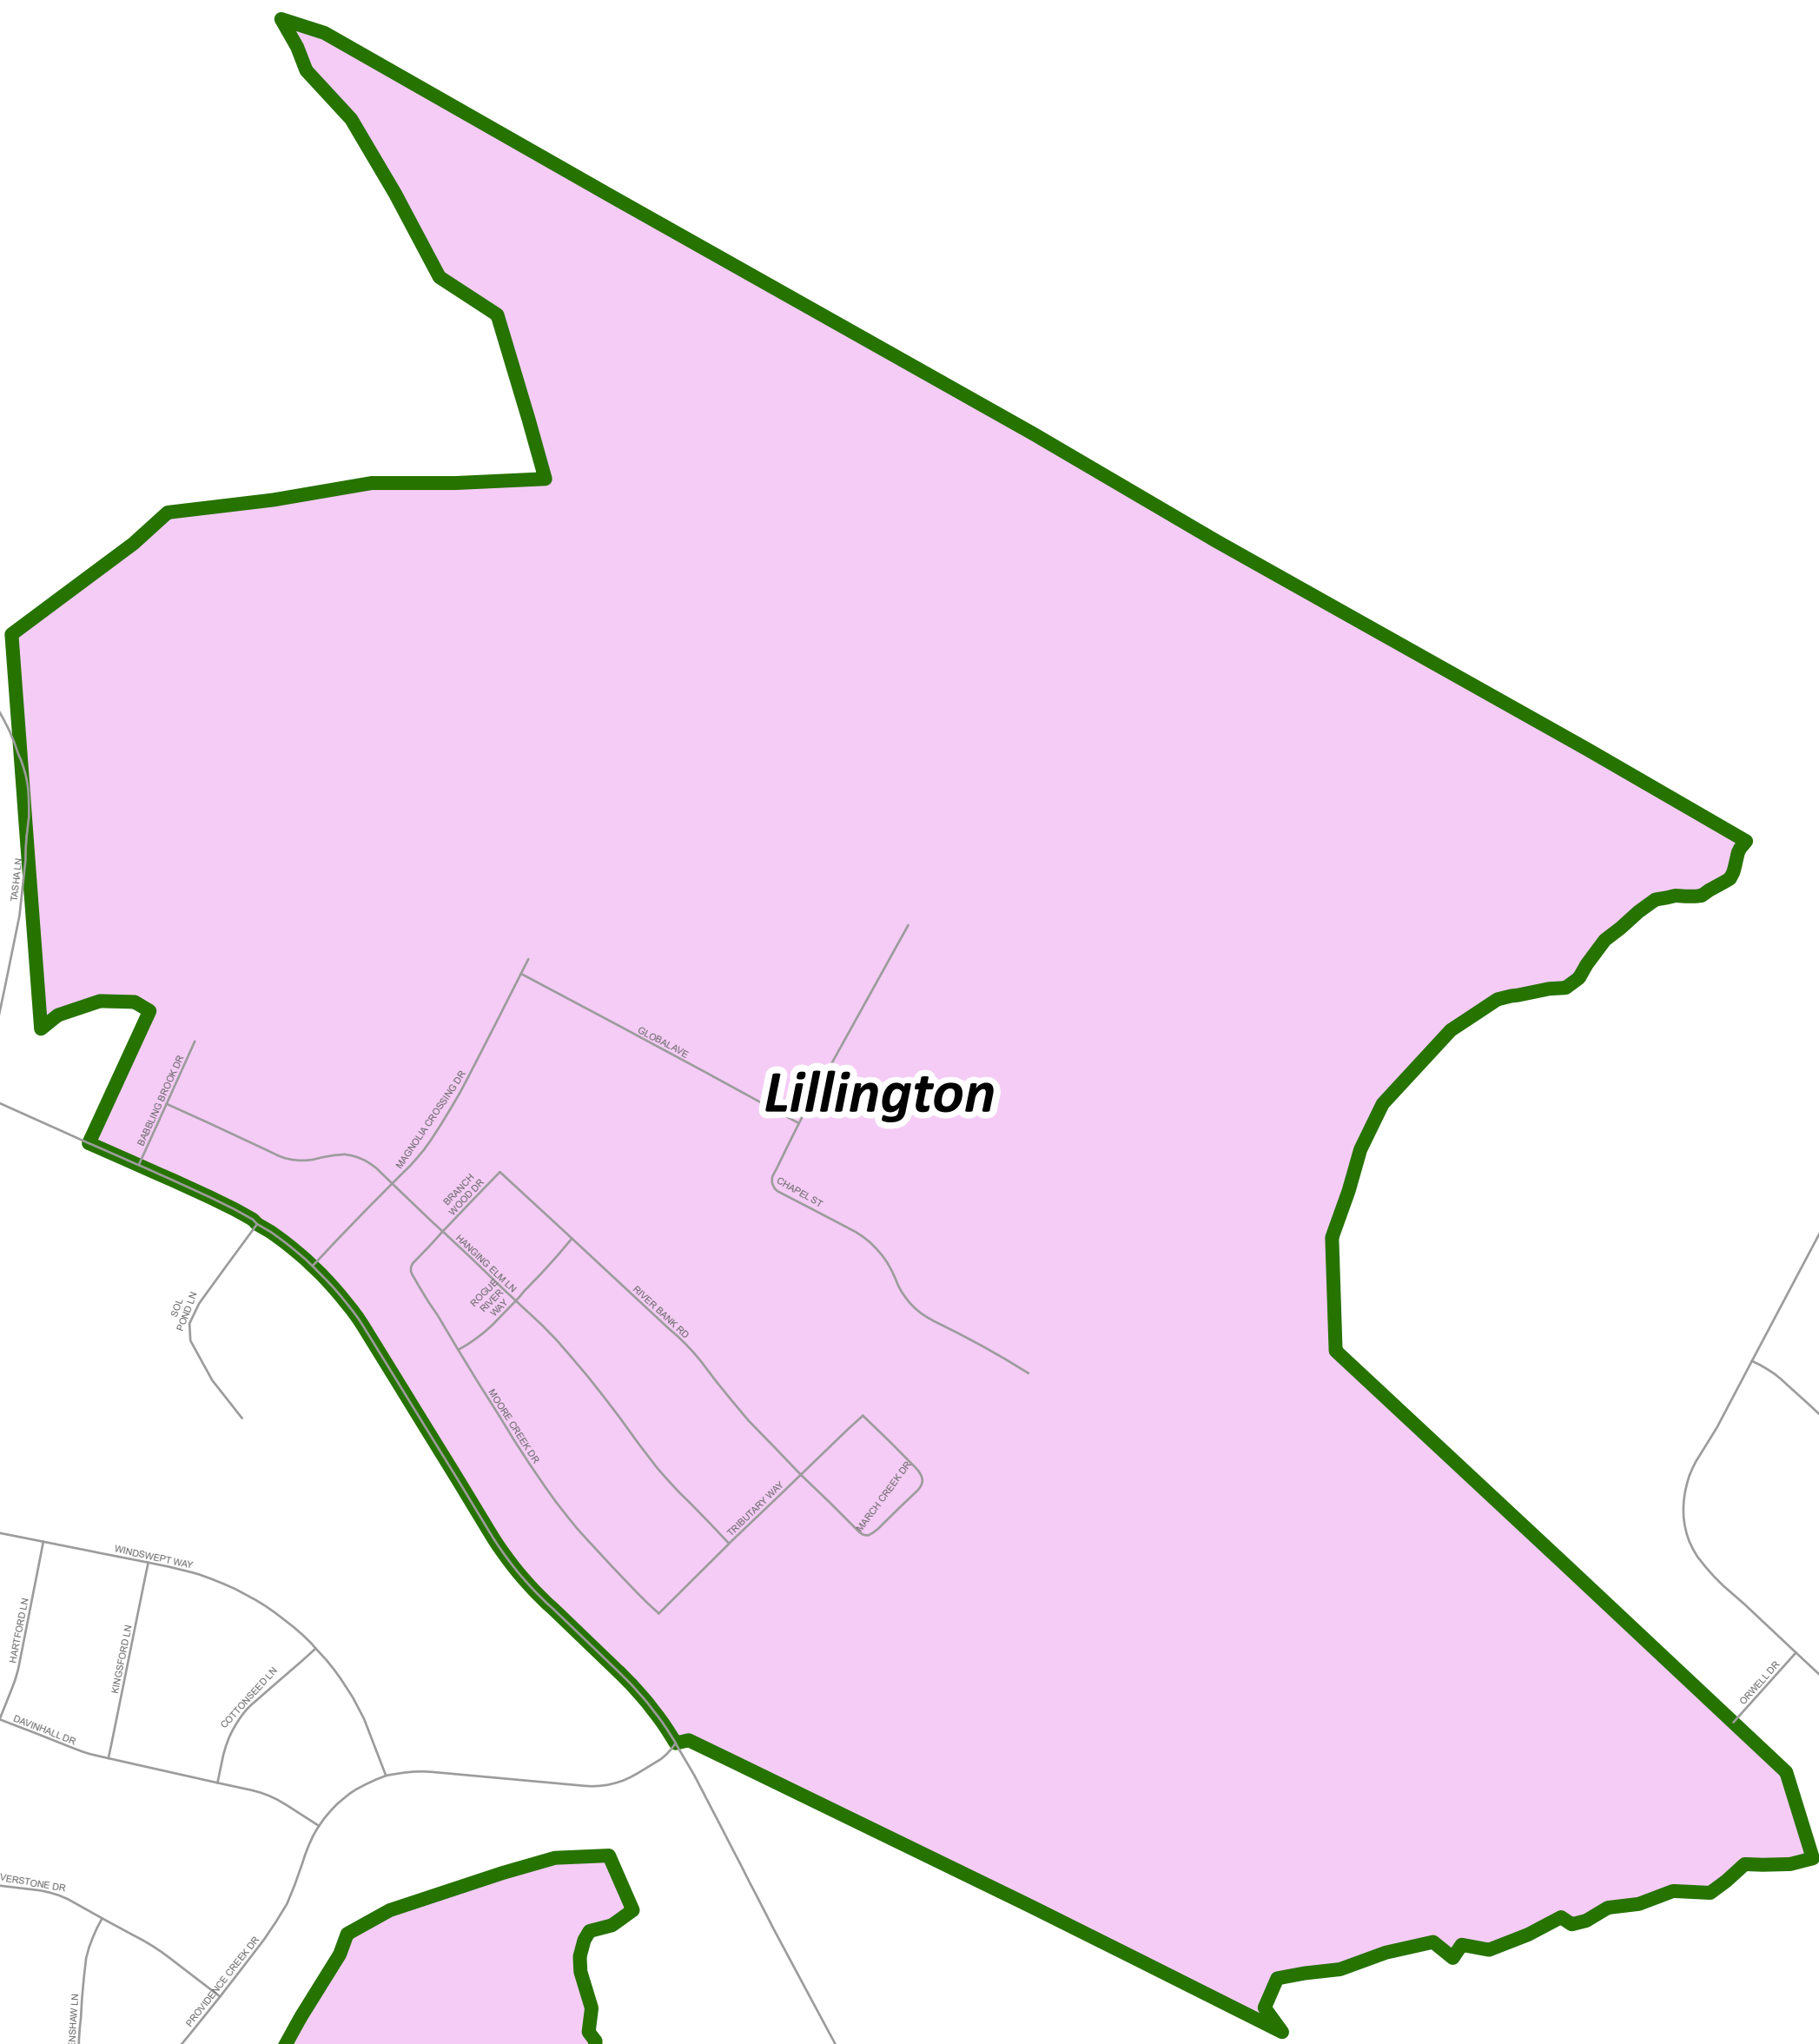 TASHA LN
GLOBALAVE
BABBLING BROOK DR
MAGNOLIA CROSSING DR
Lillington
BRANCH
WOOD DR
CHAPEL ST
HANGING ELM LN
ROGUE
RIVER
WAY
SOL
POND LN
RIVER BANK RD
MOORE CREEK DR
TRIBUTARY WAY
MARCH CREEK DR
WINDSWEPT WAY
HARTFORD LN
KINGSFORD LN
COTTONSEED LN
ORWELL DR
DAVINHALL DR
VERSTONE DR
PROVIDENCE CREEK DR
NSHAW LN